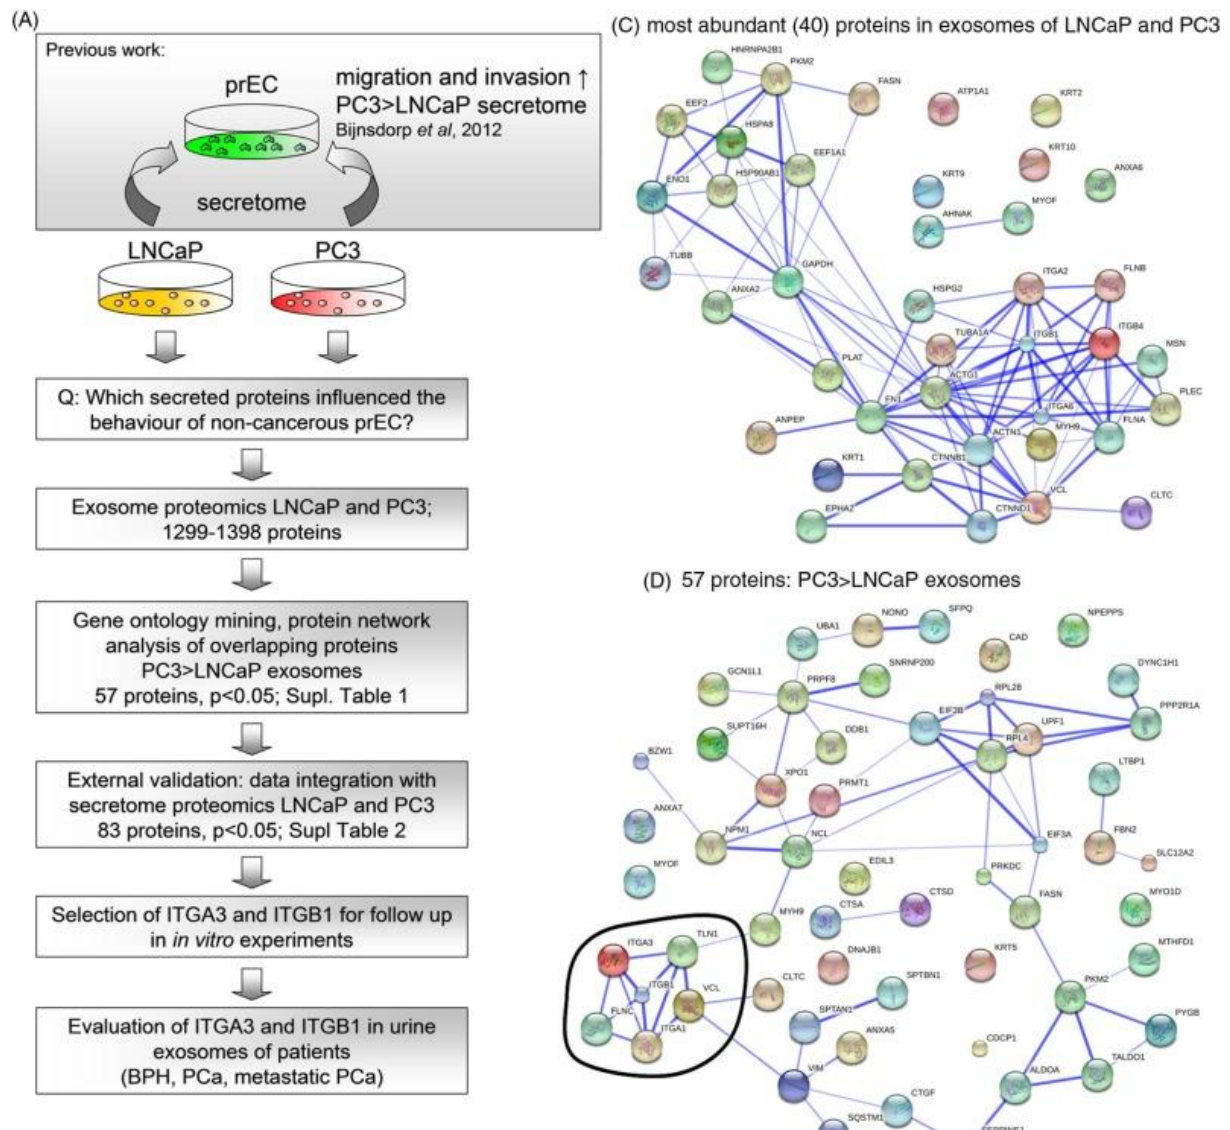 (A)
Previous work:
prEC
migration and invasion ↑
PC3>LNCaP secretome
Bijnsdorp et al, 2012
secretome
LNCaP
PC3
Q: Which secreted proteins influenced the
behaviour of non-cancerous prEC?
Exosome proteomics LNCaP and PC3;
1299-1398 proteins
Gene ontology mining, protein network
analysis of overlapping proteins
PC3>LNCaP exosomes
57 proteins, p<0.05; Supl. Table 1
External validation: data integration with
secretome proteomics LNCaP and PC3
83 proteins, p<0.05; Supl Table 2
Selection of ITGA3 and ITGB1 for follow up
in in vitro experiments
Evaluation of ITGA3 and ITGB1 in urine
exosomes of patients
(BPH, PCa, metastatic PCa)
(C) most abundant (40) proteins in exosomes of LNCaP and PC3
HNRNPA2B1
PKM2
FASN
ATP1A1
KRT2
EEF2
HSPA8
EEF1A1
KRT10
ANXA6
ENO1
HSP90AB1
KRT9
MYOF
AHNAK
TUBB
GAPDH
ITGA2
FLNB
ANXA2
HSPG2
TUBA1A
ITGB1
ITGB4
MSN
PLAT
ACTG1
PLEC
FN1
ITGA6
ANPEP
ACTN1
MYH9
FLNA
KRT1
CTNNB1
VCL
CLTC
EPHA2
CTNND1
(D) 57 proteins: PC3>LNCaP exosomes
UBA1
NONO
SFPQ
NPEPPS
CAD
GCN1L1
PRPF8
SNRNP200
DYNC1H1
RPL28
PPP2R1A
SUPT16H
DDB1
EIF2B
UPF1
RPL4
BZW1
XPO1
PRMT1
LTBP1
ANXA7
NPM1
NCL
EIF3A
FBN2
SLC12A2
MYOF
EDIL3
PRKDC
FASN
MYO1D
CTSA
CTSD
MYH9
ITGA3
TLN1
DNAJB1
KRT5
MTHFD1
ITGB1
VCL
CLTC
SPTBN1
PKM2
FLNC
ITGA1
SPTAN1
ANXA5
CDCP1
PYGB
TALDO1
VIM
ALDOA
CTGF
SQSTM1